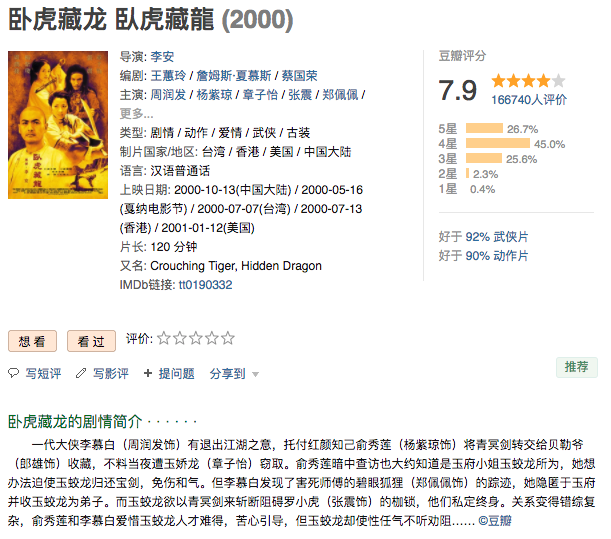 卧虎藏龙 臥虎藏龍 (2000)
导演: 李安
编剧: 王蕙玲 / 詹姆斯·夏慕斯 / 蔡国荣
主演: 周润发 / 杨紫琼 / 章子怡 / 张震 / 郑佩佩 /
更多...
类型: 剧情 / 动作 / 爱情 / 武侠 / 古装
制片国家/地区: 台湾 / 香港 / 美国 / 中国大陆
语言: 汉语普通话
上映日期: 2000-10-13(中国大陆) / 2000-05-16
(戛纳电影节) / 2000-07-07(台湾) / 2000-07-13
(香港) / 2001-01-12(美国)
片长: 120 分钟
又名: Crouching Tiger, Hidden Dragon
IMDb链接: tt0190332
臥虎藏龍
豆瓣评分
7.9
166740人评价
5星 26.7%
4星 45.0%
3星 25.6%
2星 2.3%
1星 0.4%
好于 92% 武侠片
好于 90% 动作片
想看 看过 评价:
写短评 写影评 + 提问题 分享到
推荐
卧虎藏龙的剧情简介 · · · · · ·
一代大侠李慕白（周润发饰）有退出江湖之意，托付红颜知己俞秀莲（杨紫琼饰）将青冥剑转交给贝勒爷
（郎雄饰）收藏，不料当夜遭玉娇龙（章子怡）窃取。俞秀莲暗中查访也大约知道是玉府小姐玉蛟龙所为，她想
办法迫使玉蛟龙归还宝剑，免伤和气。但李慕白发现了害死师傅的碧眼狐狸（郑佩佩饰）的踪迹，她隐匿于玉府
并收玉蛟龙为弟子。而玉蛟龙欲以青冥剑来斩断阻碍罗小虎（张震饰）的枷锁，他们私定终身。关系变得错综复
杂，俞秀莲和李慕白爱惜玉蛟龙人才难得，苦心引导，但玉蛟龙却使性任气不听劝阻…… ©豆瓣